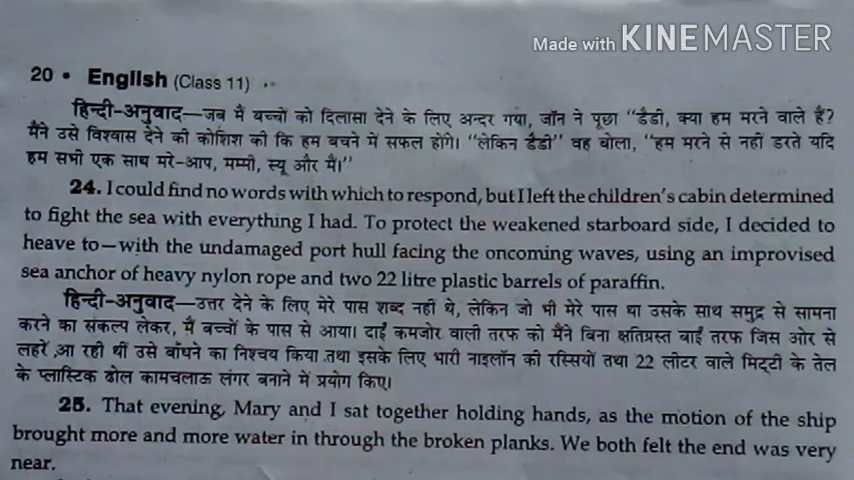 Made with KINEMASTER
20 • English (Class 11)
हिन्दी-अनुवाद—जब मैं बच्चों को दिलासा देने के लिए अन्दर गया, जॉन ने पूछा "डैडी, क्या हम मरने वाले हैं?
मैंने उसे विश्वास देने की कोशिश की कि हम बचने में सफल होंगे। "लेकिन डैडी" वह बोला, "हम मरने से नहीं डरते यदि
हम सभी एक साथ मरे-आप, मम्मी, स्यू और मैं।"
24. I could find no words with which to respond, but I left the children's cabin determined
to fight the sea with everything I had. To protect the weakened starboard side, I decided to
heave to—with the undamaged port hull facing the oncoming waves, using an improvised
sea anchor of heavy nylon rope and two 22 litre plastic barrels of paraffin.
हिन्दी-अनुवाद—उत्तर देने के लिए मेरे पास शब्द नहीं थे, लेकिन जो भी मेरे पास था उसके साथ समुद्र से सामना
करने का संकल्प लेकर, मैं बच्चों के पास से आया। दाईं कमजोर वाली तरफ को मैंने बिना क्षतिग्रस्त बाईं तरफ जिस ओर से
लहरें आ रही थीं उसे बाँधने का निश्चय किया तथा इसके लिए भारी नाइलॉन की रस्सियों तथा 22 लीटर वाले मिट्टी के तेल
के प्लास्टिक ढोल कामचलाऊ लंगर बनाने में प्रयोग किए।
25. That evening, Mary and I sat together holding hands, as the motion of the ship
brought more and more water in through the broken planks. We both felt the end was very
near.